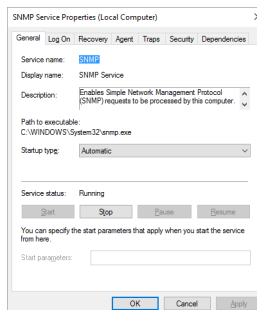 SNMP Service Properties (Local Computer)
General Log On Recovery Agent Traps Security Dependencies
Service name: SNMP
Display name: SNMP Service
Description: Enables Simple Network Management Protocol
(SNMP) requests to be processed by this computer.
Path to executable:
C:\WINDOWS\System32\snmp.exe
Startup type: Automatic
Service status: Running
Start Stop Pause Resume
You can specify the start parameters that apply when you start the service
from here.
Start parameters:
OK Cancel Apply